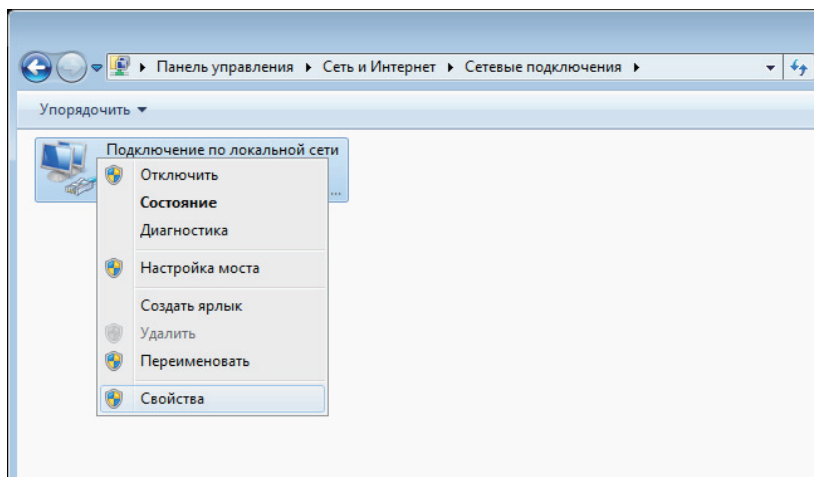 Панель управления Сеть и Интернет Сетевые подключения
Упорядочить
Подключение по локальной сети
...
Отключить
Состояние
Диагностика
Настройка моста
Создать ярлык
Удалить
Переименовать
Свойства